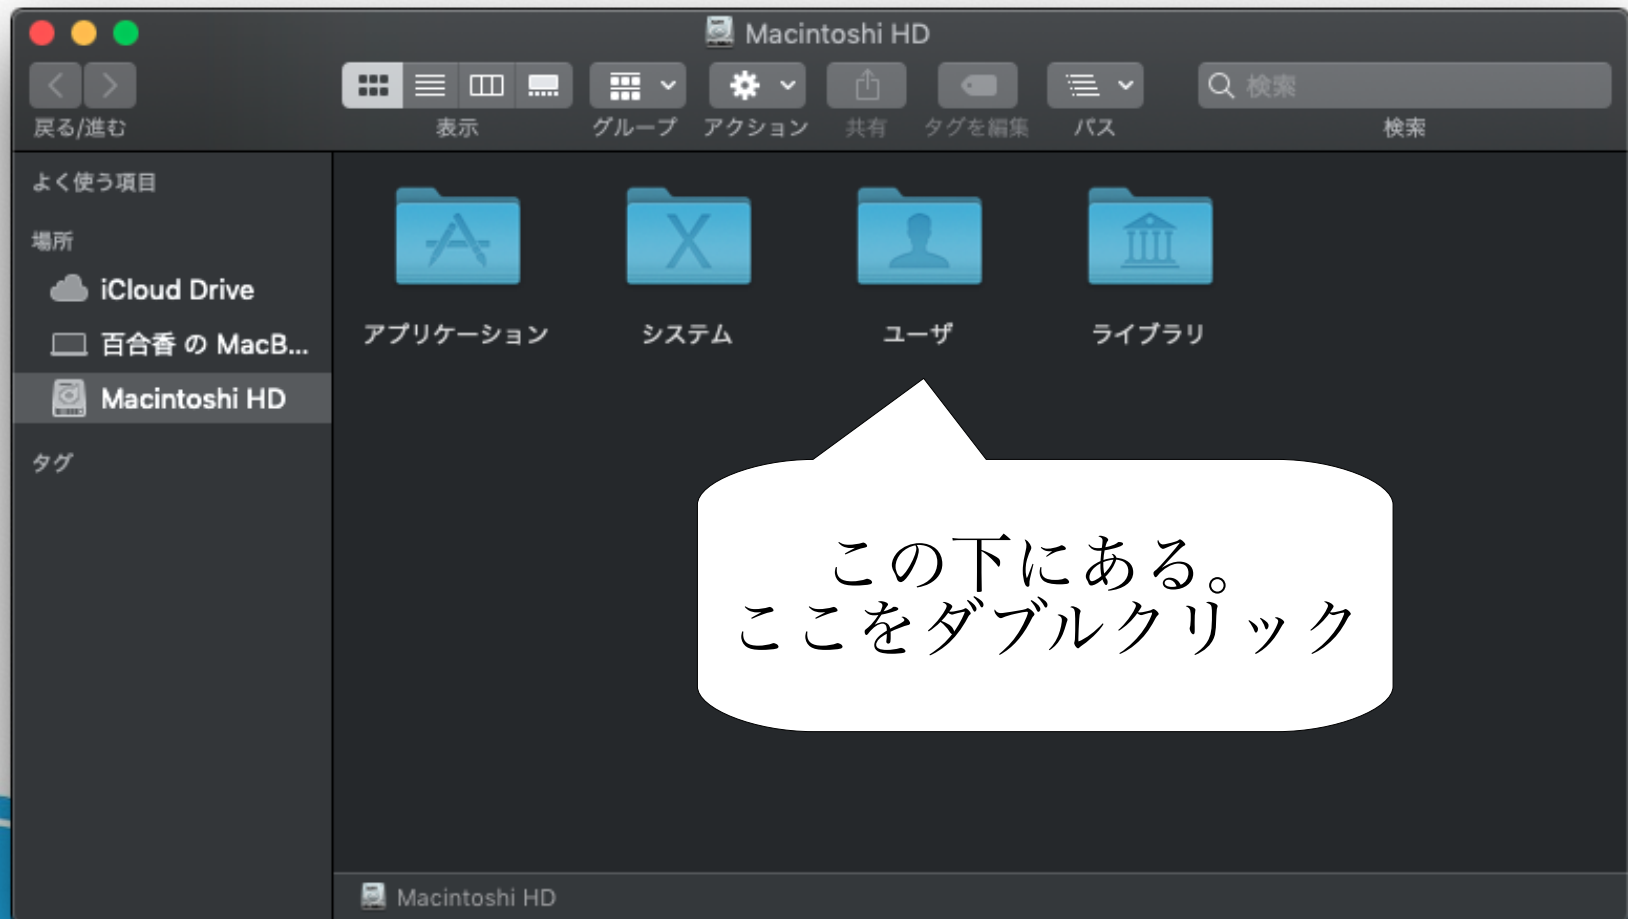 Macintoshi HD
戻る/進む
表示
グループ
アクション
共有
タグを編集
パス
検索
検索
よく使う項目
場所
iCloud Drive
百合香 の MacB...
Macintoshi HD
タグ
アプリケーション
システム
ユーザ
ライブラリ
この下にある。
ここをダブルクリック
Macintoshi HD